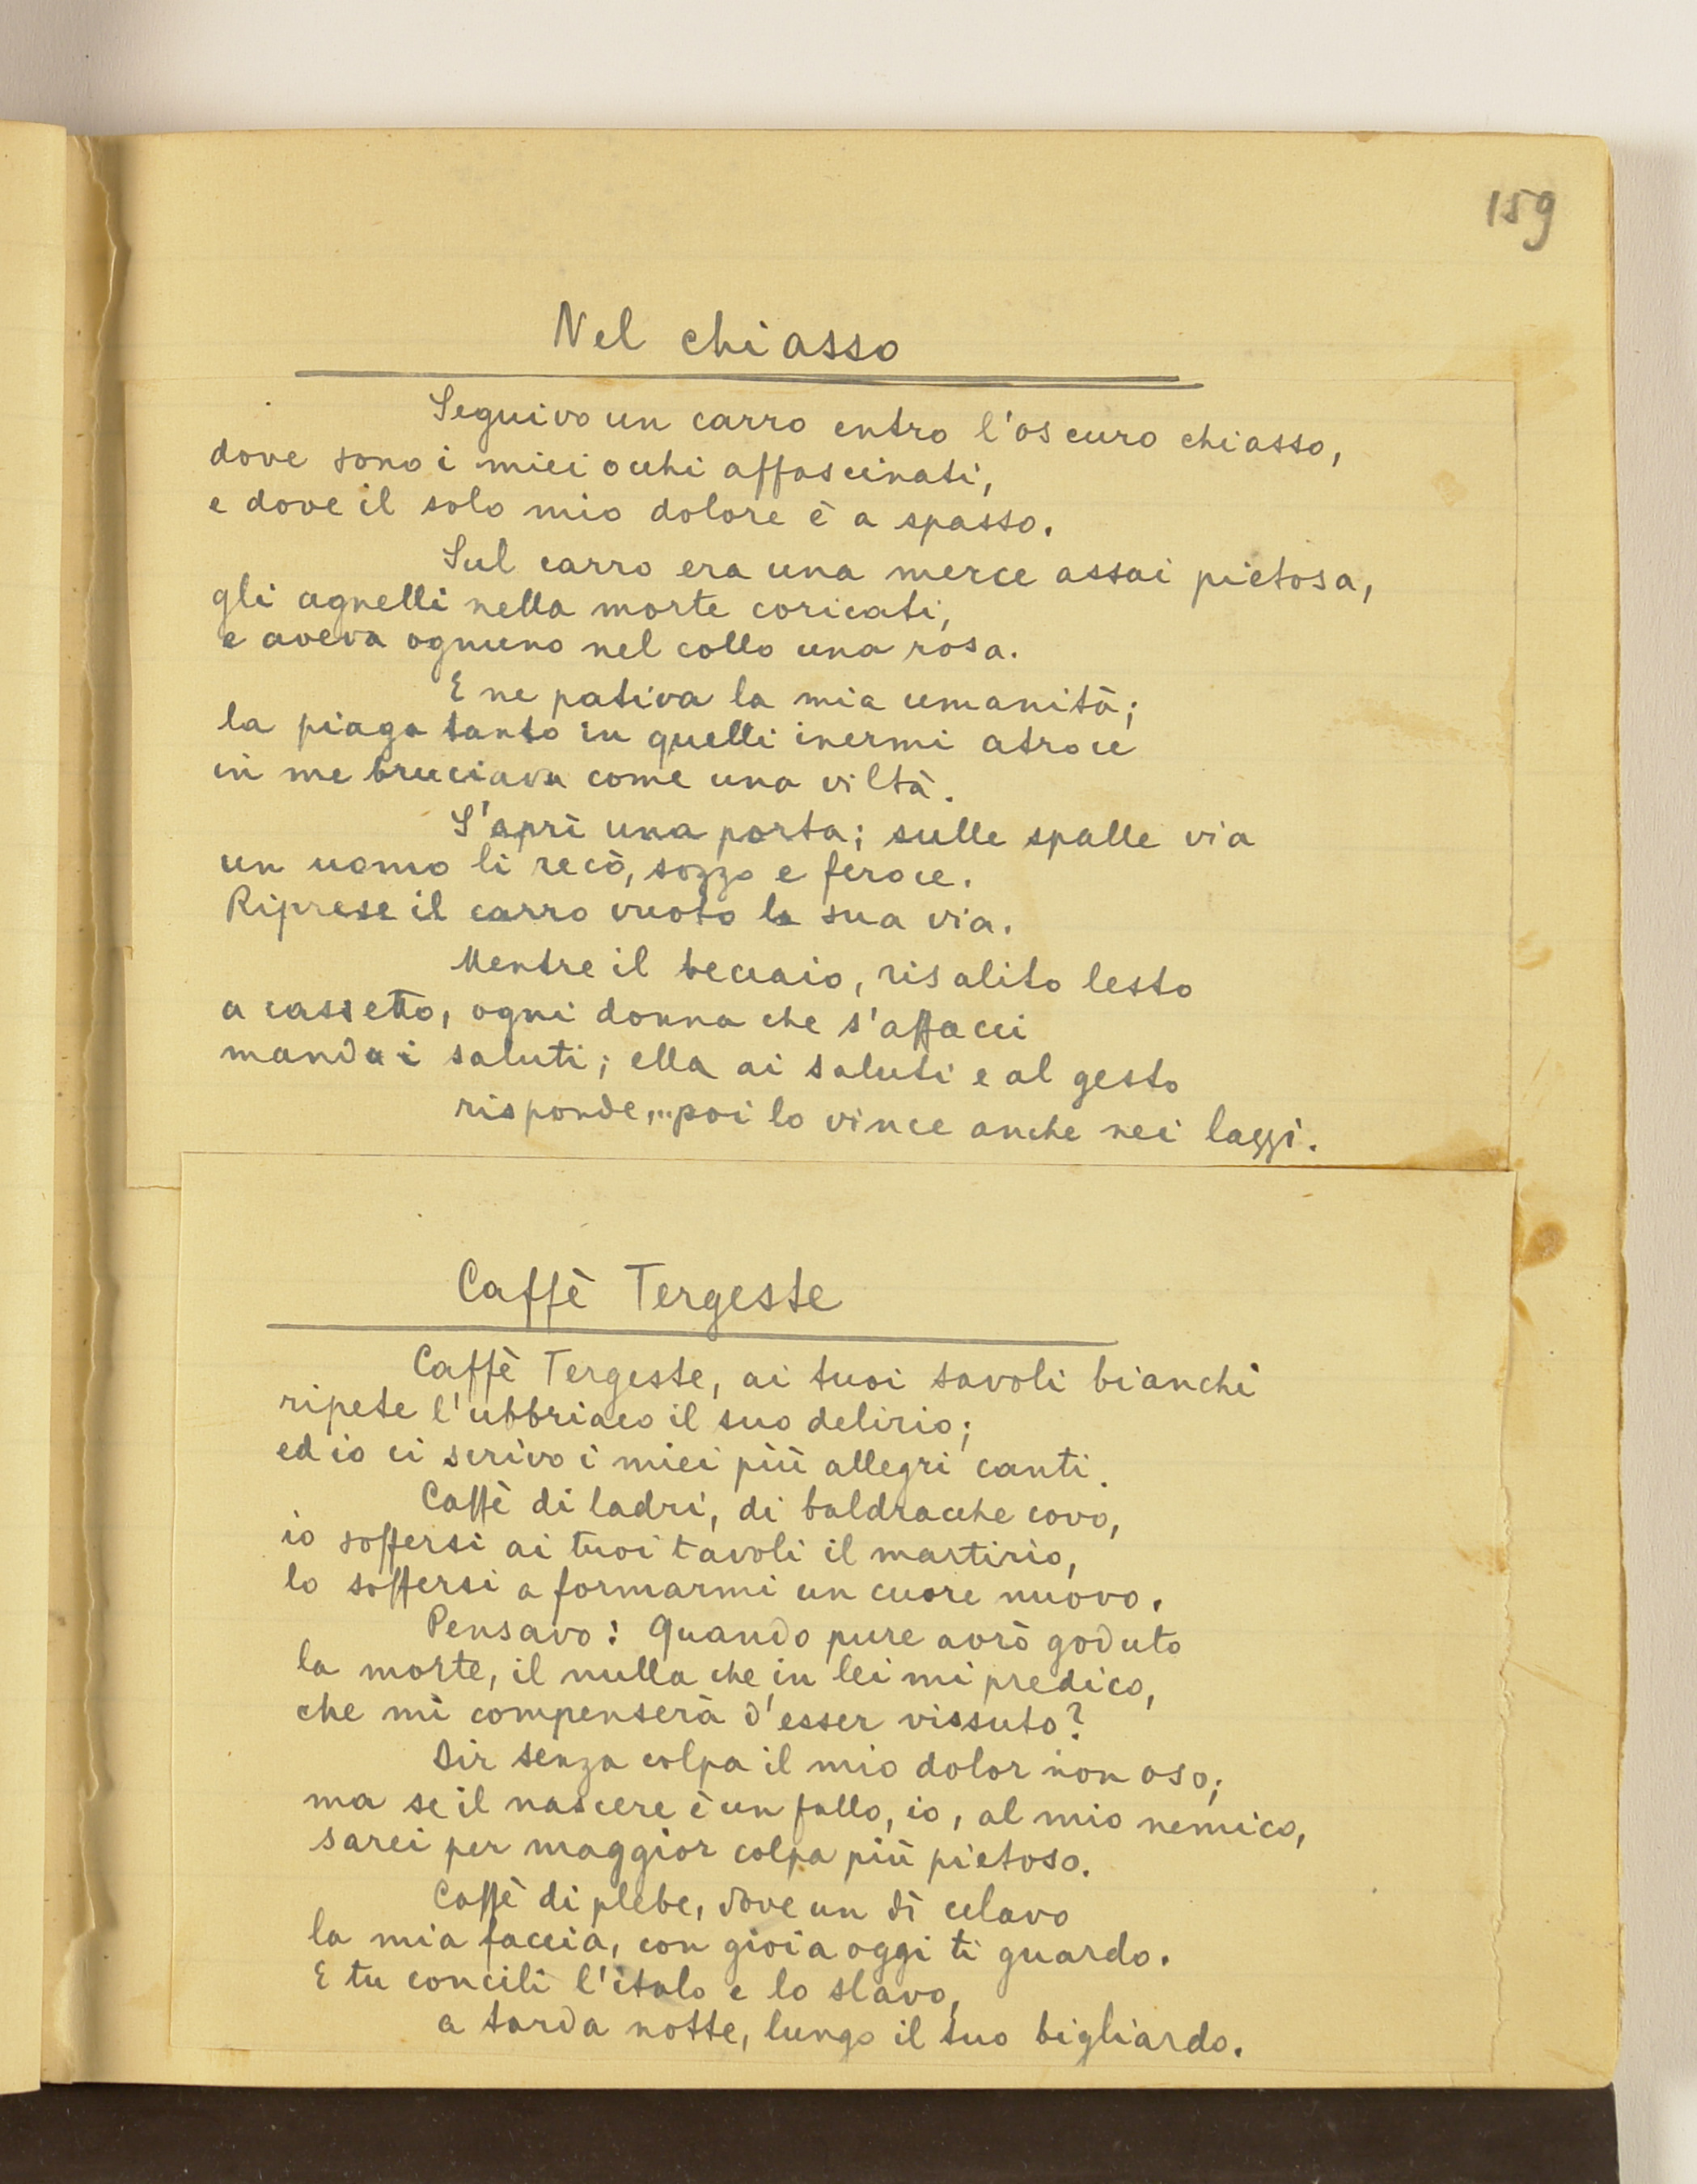 159
Nel chiasso
Seguivo un carro entro l'oscuro chiasso,
dove sono i miei occhi affascinati,
e dove il solo mio dolore è a spasso.
Sul carro era una merce assai pietosa,
gli agnelli nella morte coricati,
e aveva ognuno nel collo una rosa.
E ne pativa la mia umanità;
la piaga tanto in quelli inermi atroce
in me bruciava come una viltà.
S'aprì una porta; sulle spalle via
un uomo li recò, sozzo e feroce.
Riprese il carro vuoto la sua via.
Mentre il beccaio, risalito lesto
a cassetto, ogni donna che s'affacci
manda i saluti; ella ai saluti e al gesto
risponde,...poi lo vince anche nei lazzi.
Caffè Tergeste
Caffè Tergeste, ai tuoi tavoli bianchi
ripete l'ubbriaco il suo delirio;
ed io ci scrivo i miei più allegri canti.
Caffè di ladri, di baldracche covo,
io soffersi ai tuoi tavoli il martirio,
lo soffersi a formarmi un cuore nuovo.
Pensavo: Quando pure avrò goduto
la morte, il nulla che in lei mi predico,
che mi compenserà d'esser vissuto?
Dir senza colpa il mio dolor non oso;
ma se il nascere è un fallo, io, al mio nemico,
sarei per maggior colpa più pietoso.
Caffè di plebe, dove un dì celavo
la mia faccia, con gioia oggi ti guardo.
E tu concili l'italo e lo slavo,
a tarda notte, lungo il tuo bigliardo.